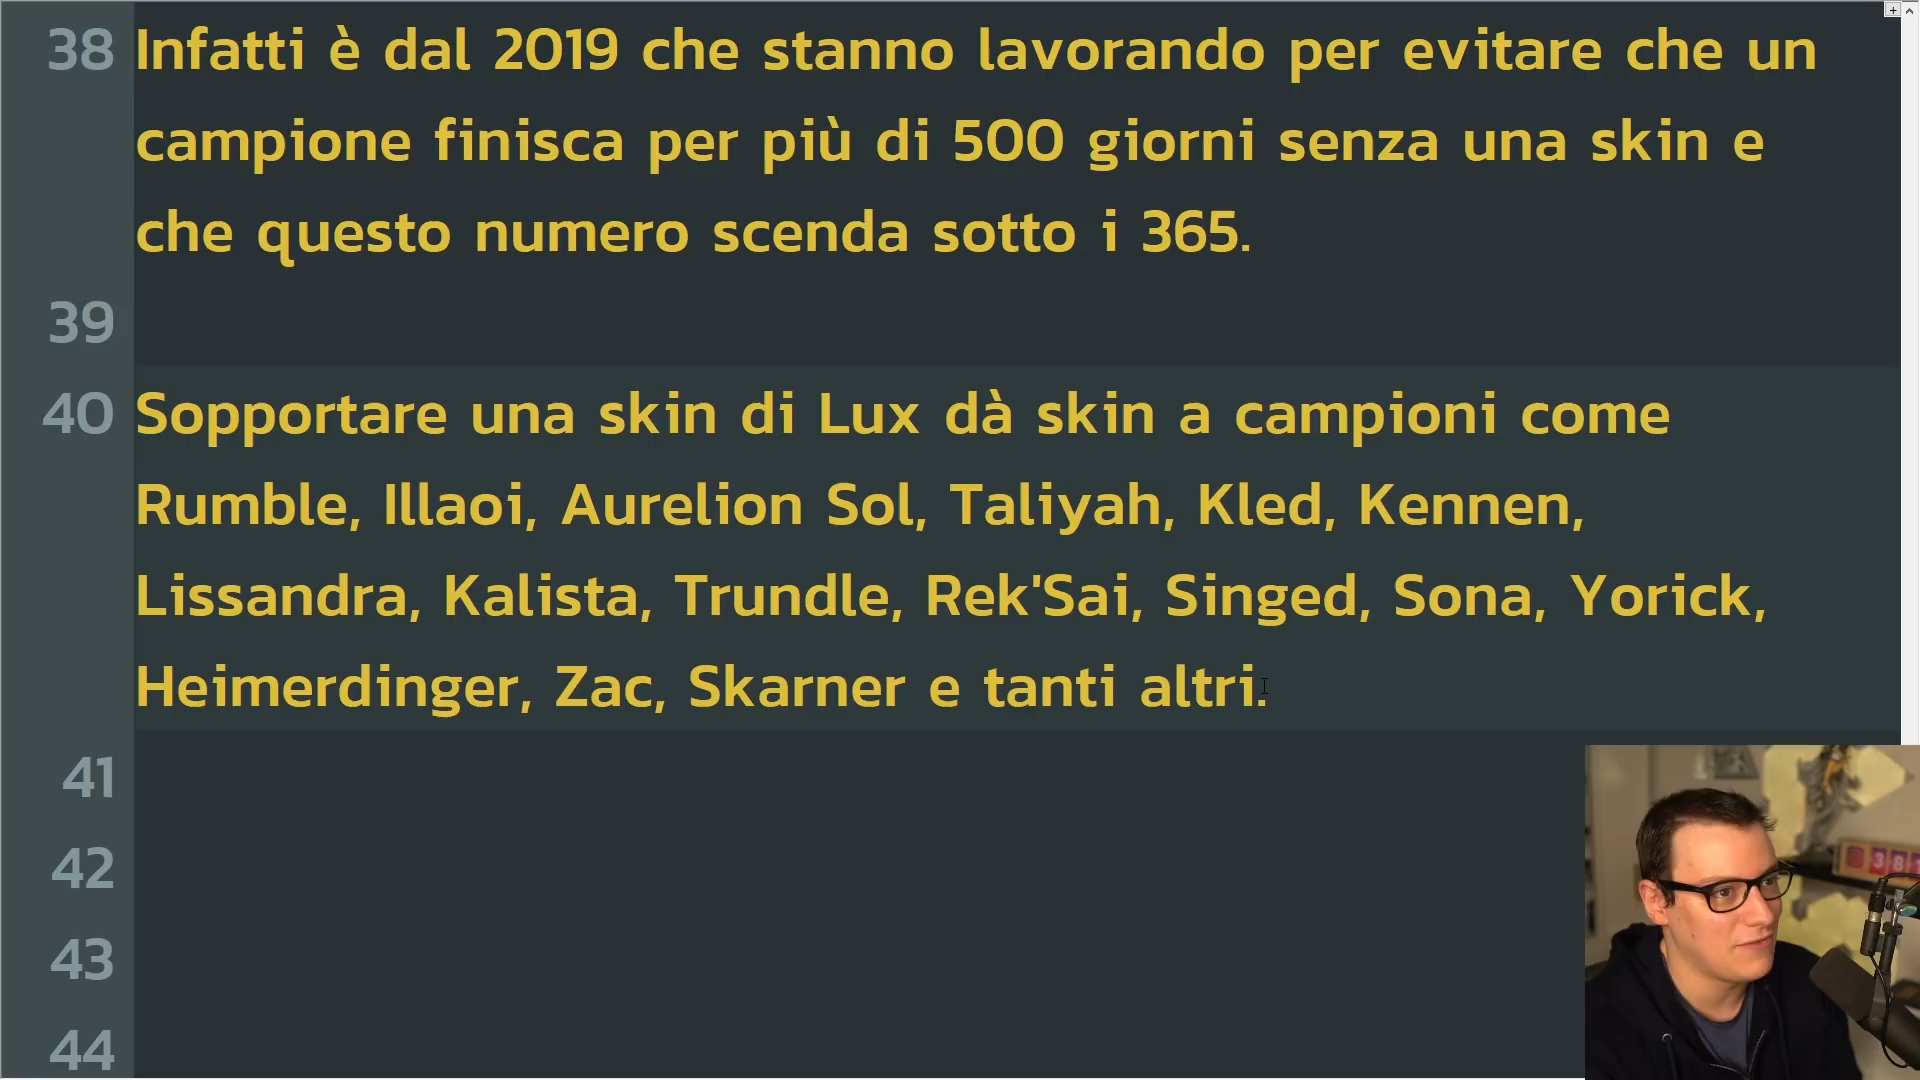 38 Infatti è dal 2019 che stanno lavorando per evitare che un
campione finisca per più di 500 giorni senza una skin e
che questo numero scenda sotto i 365.
39
40 Sopportare una skin di Lux dà skin a campioni come
Rumble, Illaoi, Aurelion Sol, Taliyah, Kled, Kennen,
Lissandra, Kalista, Trundle, Rek'Sai, Singed, Sona, Yorick,
Heimerdinger, Zac, Skarner e tanti altri.
41
42
43
44